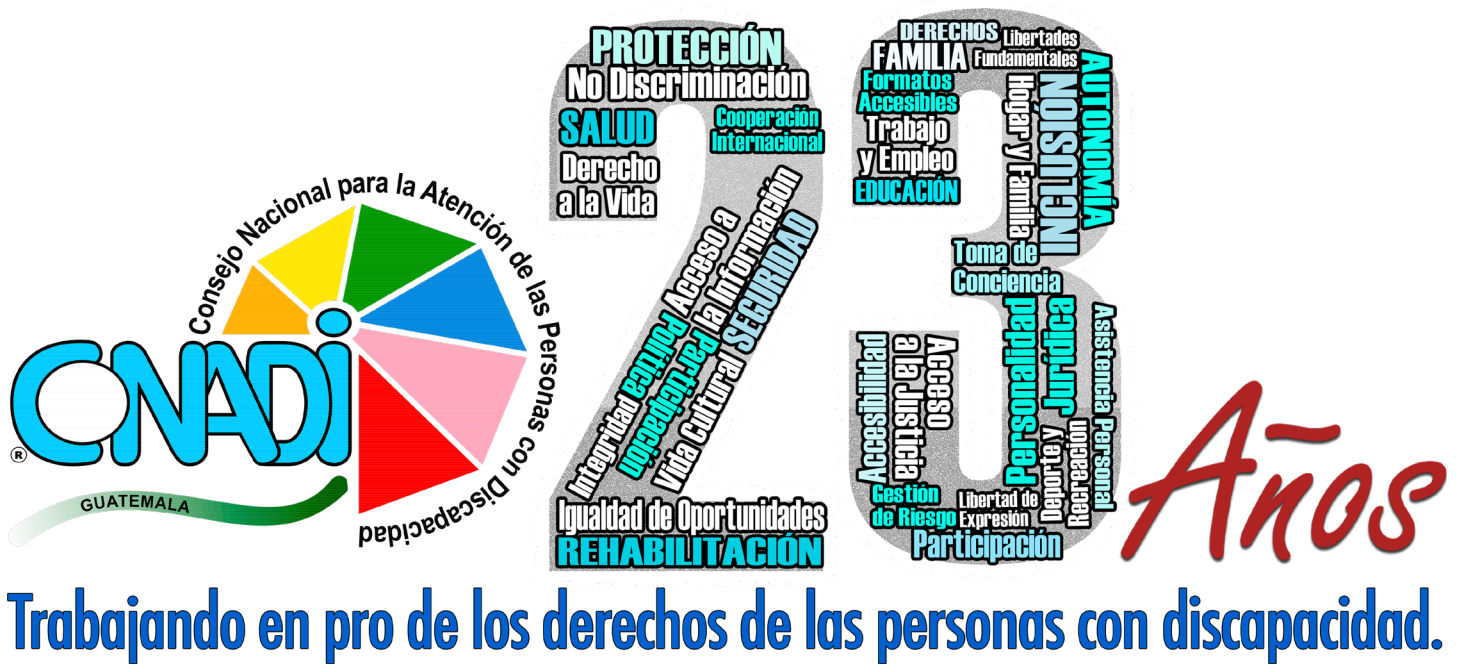 Consejo Nacional para la Atención de las Personas con Discapacidad
CNADI
®
GUATEMALA
PROTECCIÓN
No Discriminación
SALUD
Cooperación
Internacional
Derecho
a la Vida
Acceso a
la Información
SEGURIDAD
Integridad
Política
Participación
Vida Cultural
Igualdad de Oportunidades
REHABILITACIÓN
DERECHOS
Libertades
Fundamentales
FAMILIA
Formatos
Accesibles
Trabajo
y Empleo
EDUCACIÓN
Hogar y Familia
INCLUSIÓN
AUTONOMÍA
Toma de
Conciencia
Accesibilidad
Acceso
a la Justicia
Personalidad
Jurídica
Asistencia Personal
Deporte y
Recreación
Gestión
de Riesgo
Libertad de
Expresión
Participación
Años
Trabajando en pro de los derechos de las personas con discapacidad.